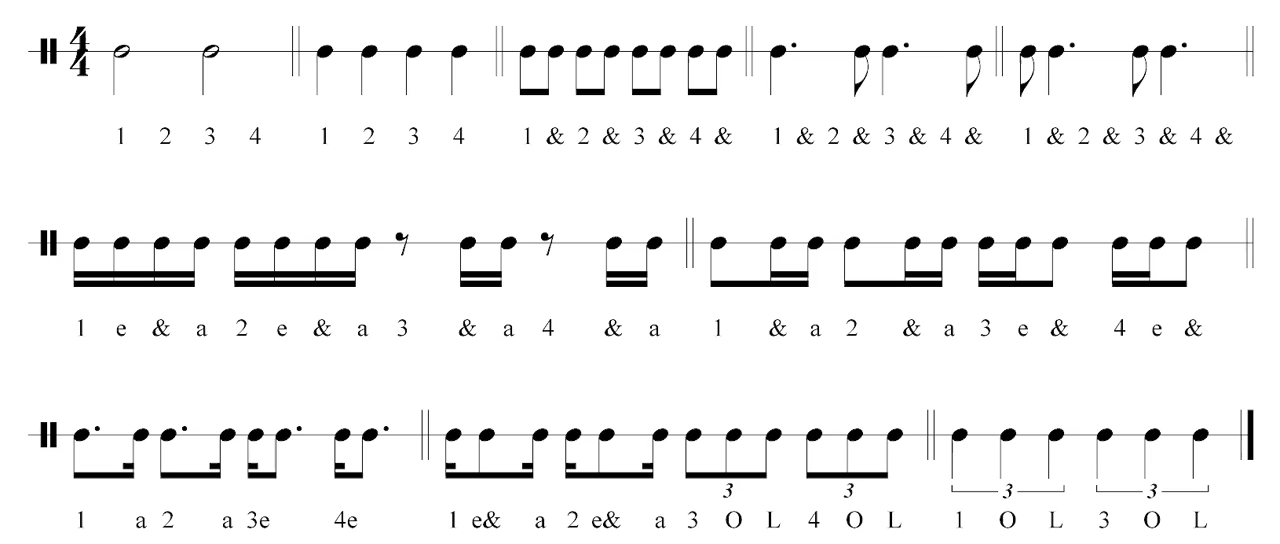 4
4
1 2 3 4 1 2 3 4 1 & 2 & 3 & 4 & 1 & 2 & 3 & 4 & 1 & 2 & 3 & 4 &
1 e & a 2 e & a 3 & a 4 & a 1 & a 2 & a 3 e & 4 e &
3 3 3 3
1 a 2 a 3e 4e 1 e& a 2 e& a 3 O L 4 O L 1 O L 3 O L